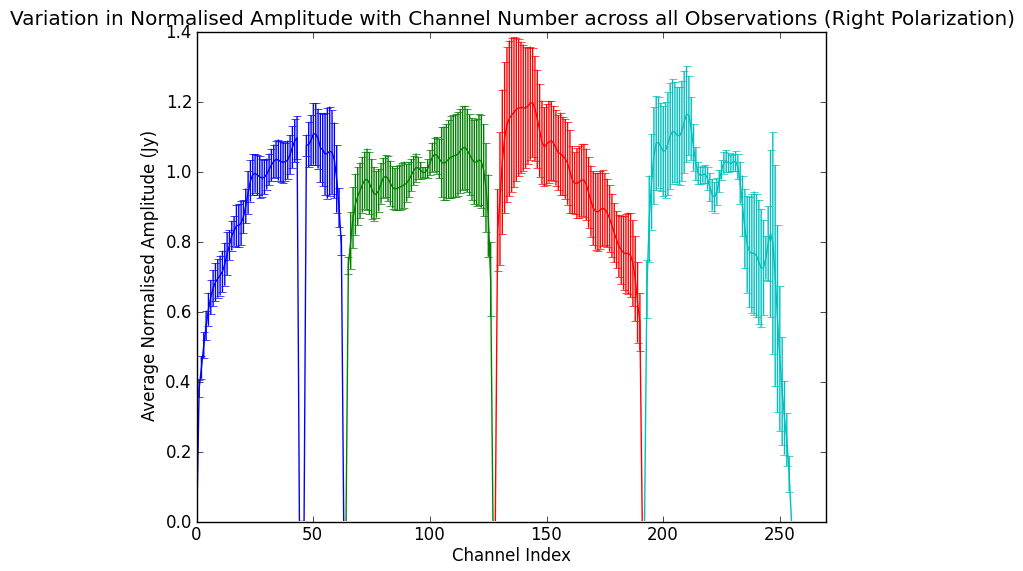 Variation in Normalised Amplitude with Channel Number across all Observations (Right Polarization)
1.4
1.2
1.0
0.8
0.6
0.4
0.2
0.0
Average Normalised Amplitude (Jy)
0 50 100 150 200 250
Channel Index